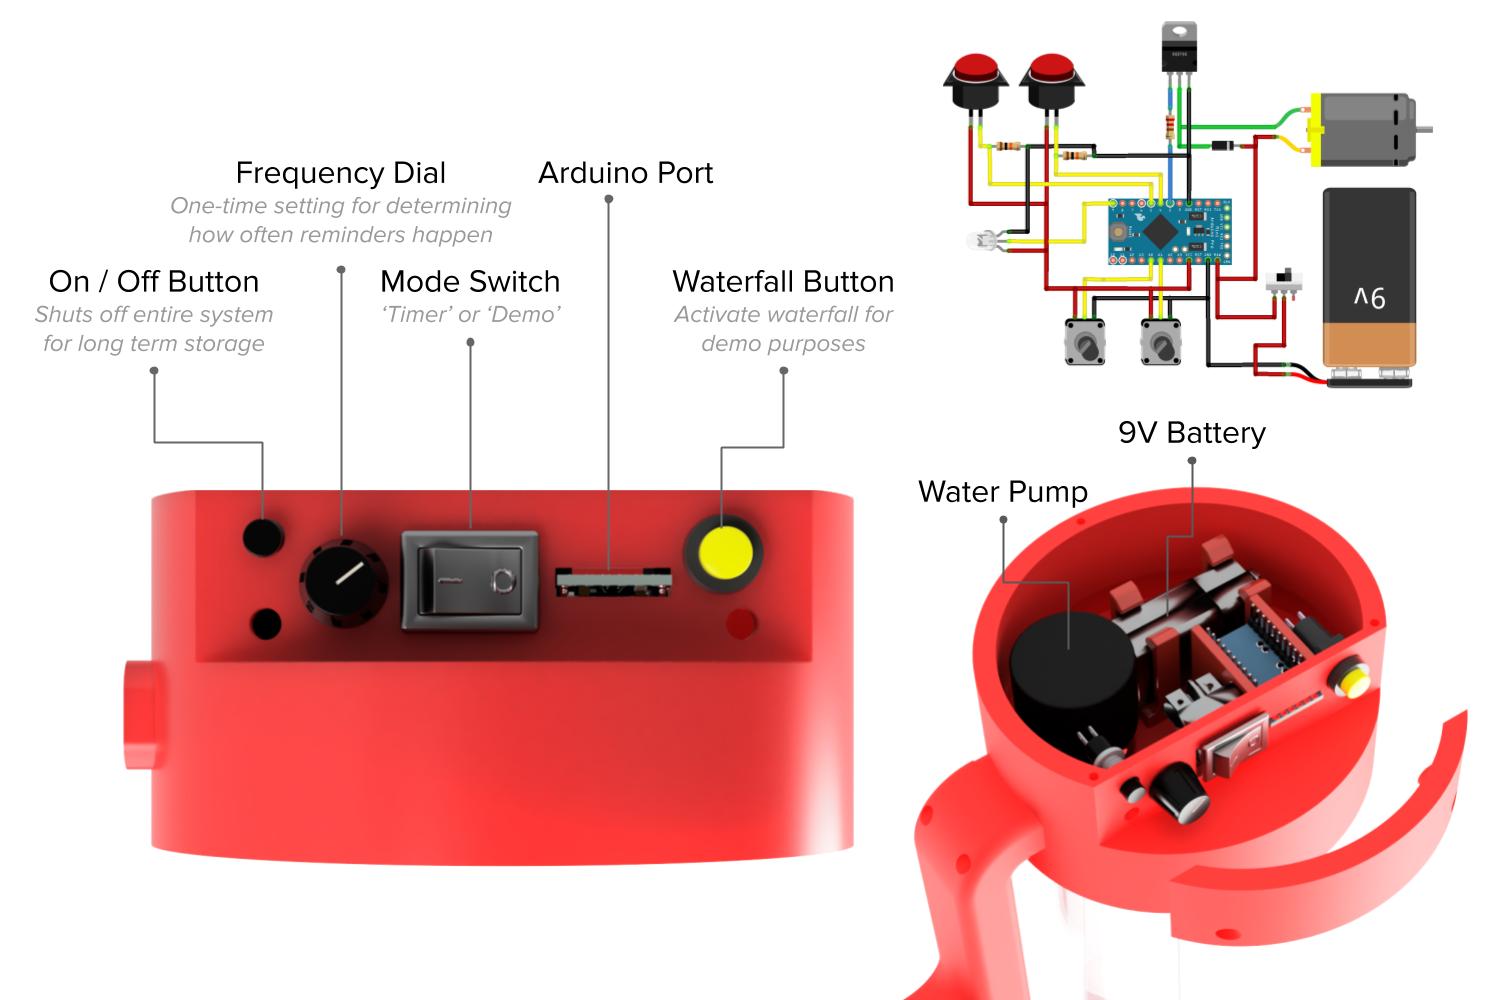 Frequency Dial
One-time setting for determining
how often reminders happen
Arduino Port
On / Off Button
Shuts off entire system
for long term storage
Mode Switch
‘Timer’ or ‘Demo’
Waterfall Button
Activate waterfall for
demo purposes
9V
9V Battery
Water Pump